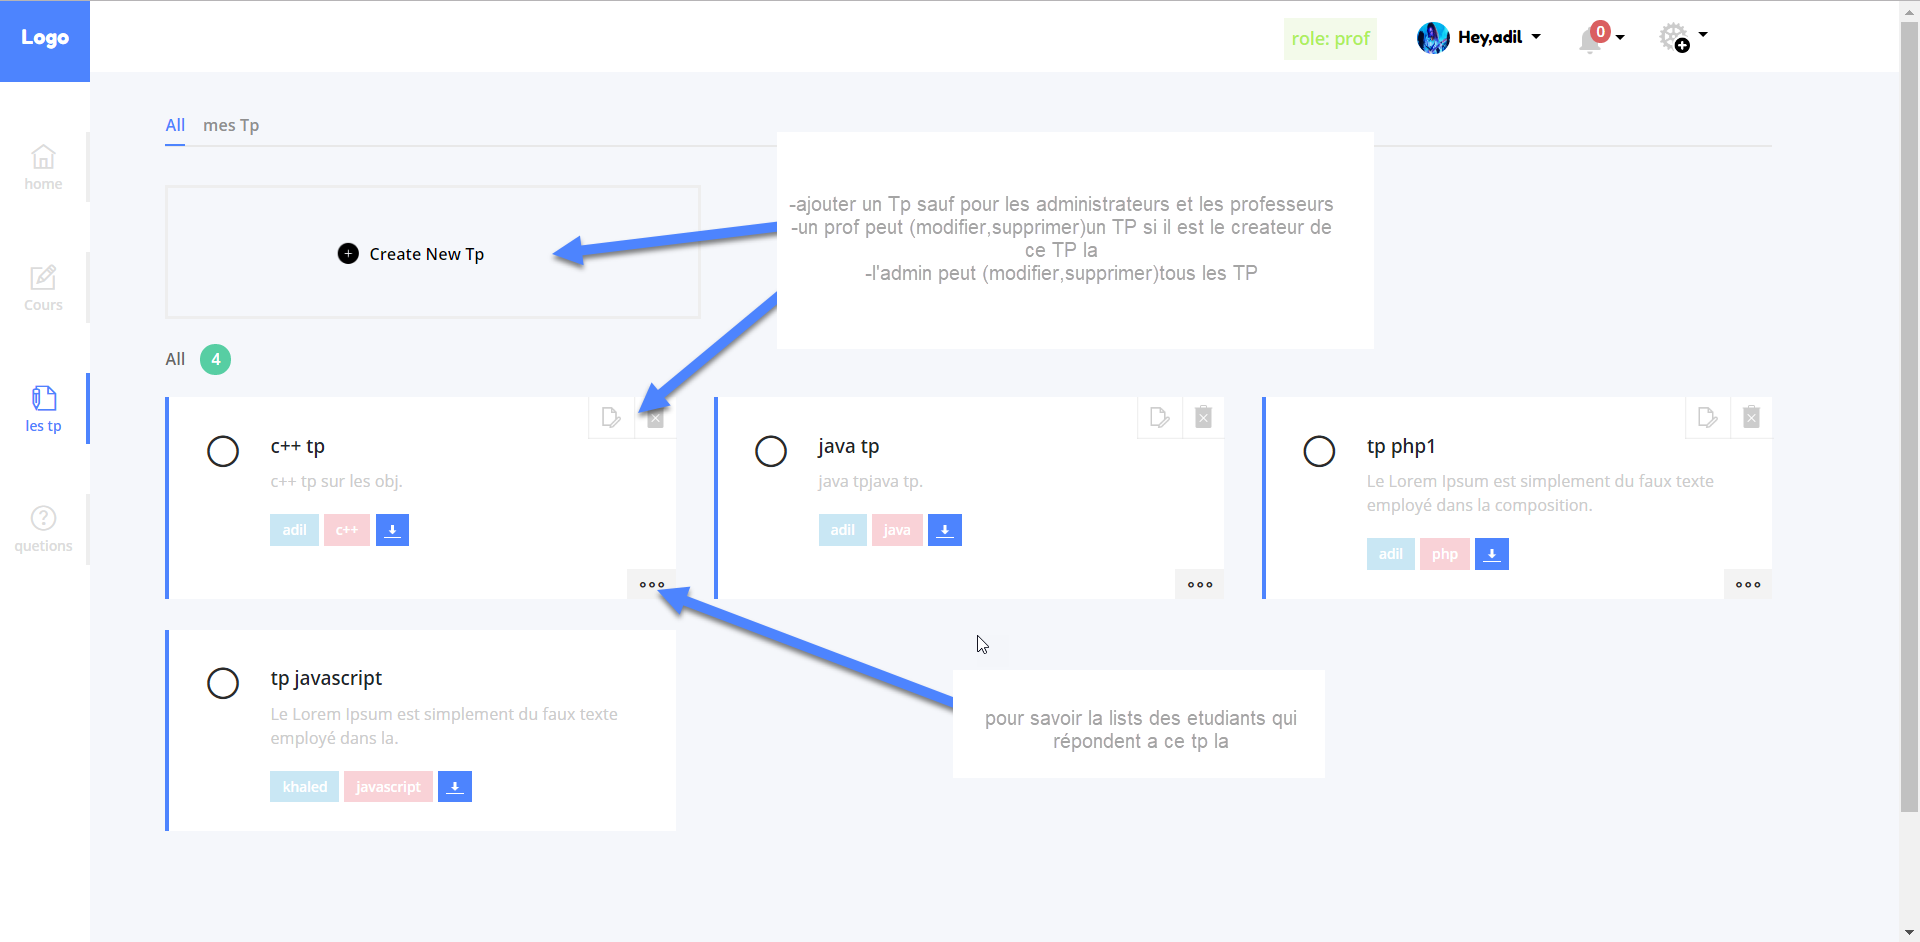 Logo
role: prof
Hey,adil
0
All mes Tp
home
Cours
les tp
quetions
Create New Tp
-ajouter un Tp sauf pour les administrateurs et les professeurs
-un prof peut (modifier,supprimer)un TP si il est le createur de
ce TP la
-l'admin peut (modifier,supprimer)tous les TP
All 4
c++ tp
c++ tp sur les obj.
adil c++
java tp
java tpjava tp.
adil java
tp php1
Le Lorem Ipsum est simplement du faux texte
employé dans la composition.
adil php
tp javascript
Le Lorem Ipsum est simplement du faux texte
employé dans la.
khaled javascript
pour savoir la lists des etudiants qui
répondent a ce tp la